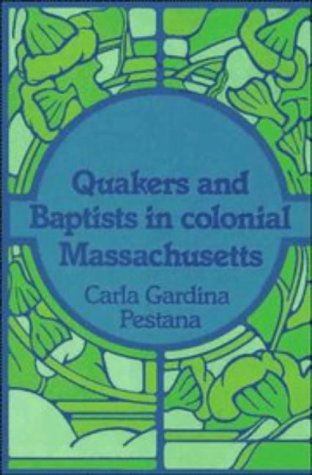 Quakers and
Baptists in colonial
Massachusetts
Carla Gardina
Pestana